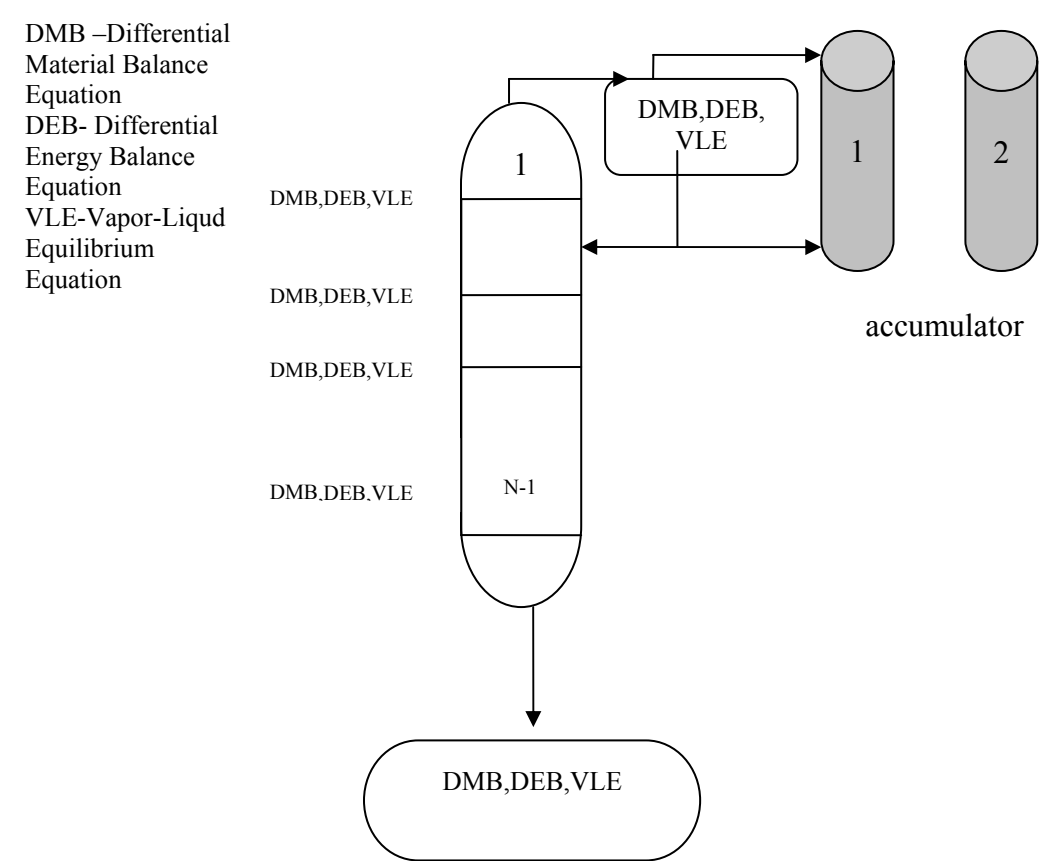 DMB –Differential
Material Balance
Equation
DEB- Differential
Energy Balance
Equation
VLE-Vapor-Liqud
Equilibrium
Equation
DMB,DEB,
VLE
1
2
1
DMB,DEB,VLE
DMB,DEB,VLE
accumulator
DMB,DEB,VLE
DMB,DEB,VLE
N-1
DMB,DEB,VLE